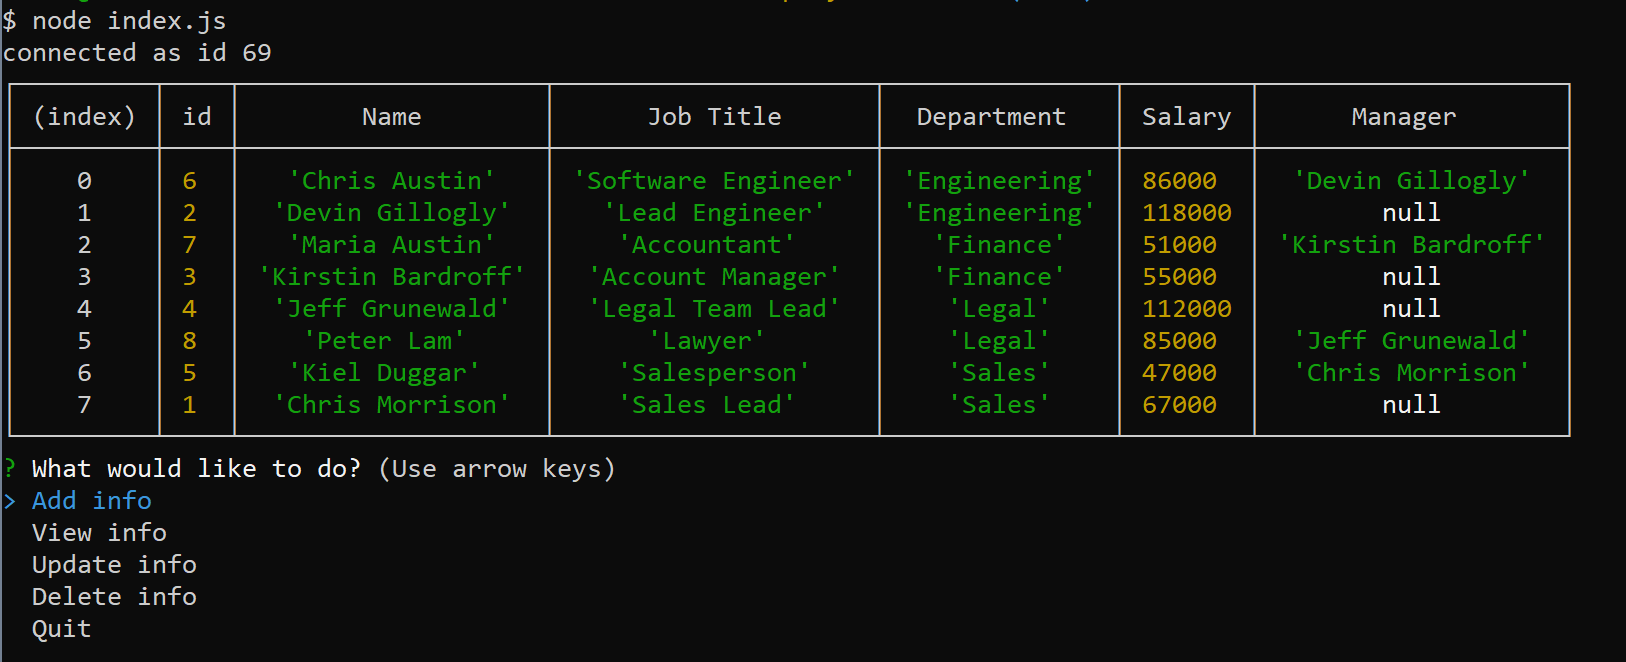 $ node index.js
connected as id 69
(index) id Name Job Title Department Salary Manager
0 6 'Chris Austin' 'Software Engineer' 'Engineering' 86000 'Devin Gillogly'
1 2 'Devin Gillogly' 'Lead Engineer' 'Engineering' 118000 null
2 7 'Maria Austin' 'Accountant' 'Finance' 51000 'Kirstin Bardroff'
3 3 'Kirstin Bardroff' 'Account Manager' 'Finance' 55000 null
4 4 'Jeff Grunewald' 'Legal Team Lead' 'Legal' 112000 null
5 8 'Peter Lam' 'Lawyer' 'Legal' 85000 'Jeff Grunewald'
6 5 'Kiel Duggar' 'Salesperson' 'Sales' 47000 'Chris Morrison'
7 1 'Chris Morrison' 'Sales Lead' 'Sales' 67000 null
? What would like to do? (Use arrow keys)
> Add info
View info
Update info
Delete info
Quit